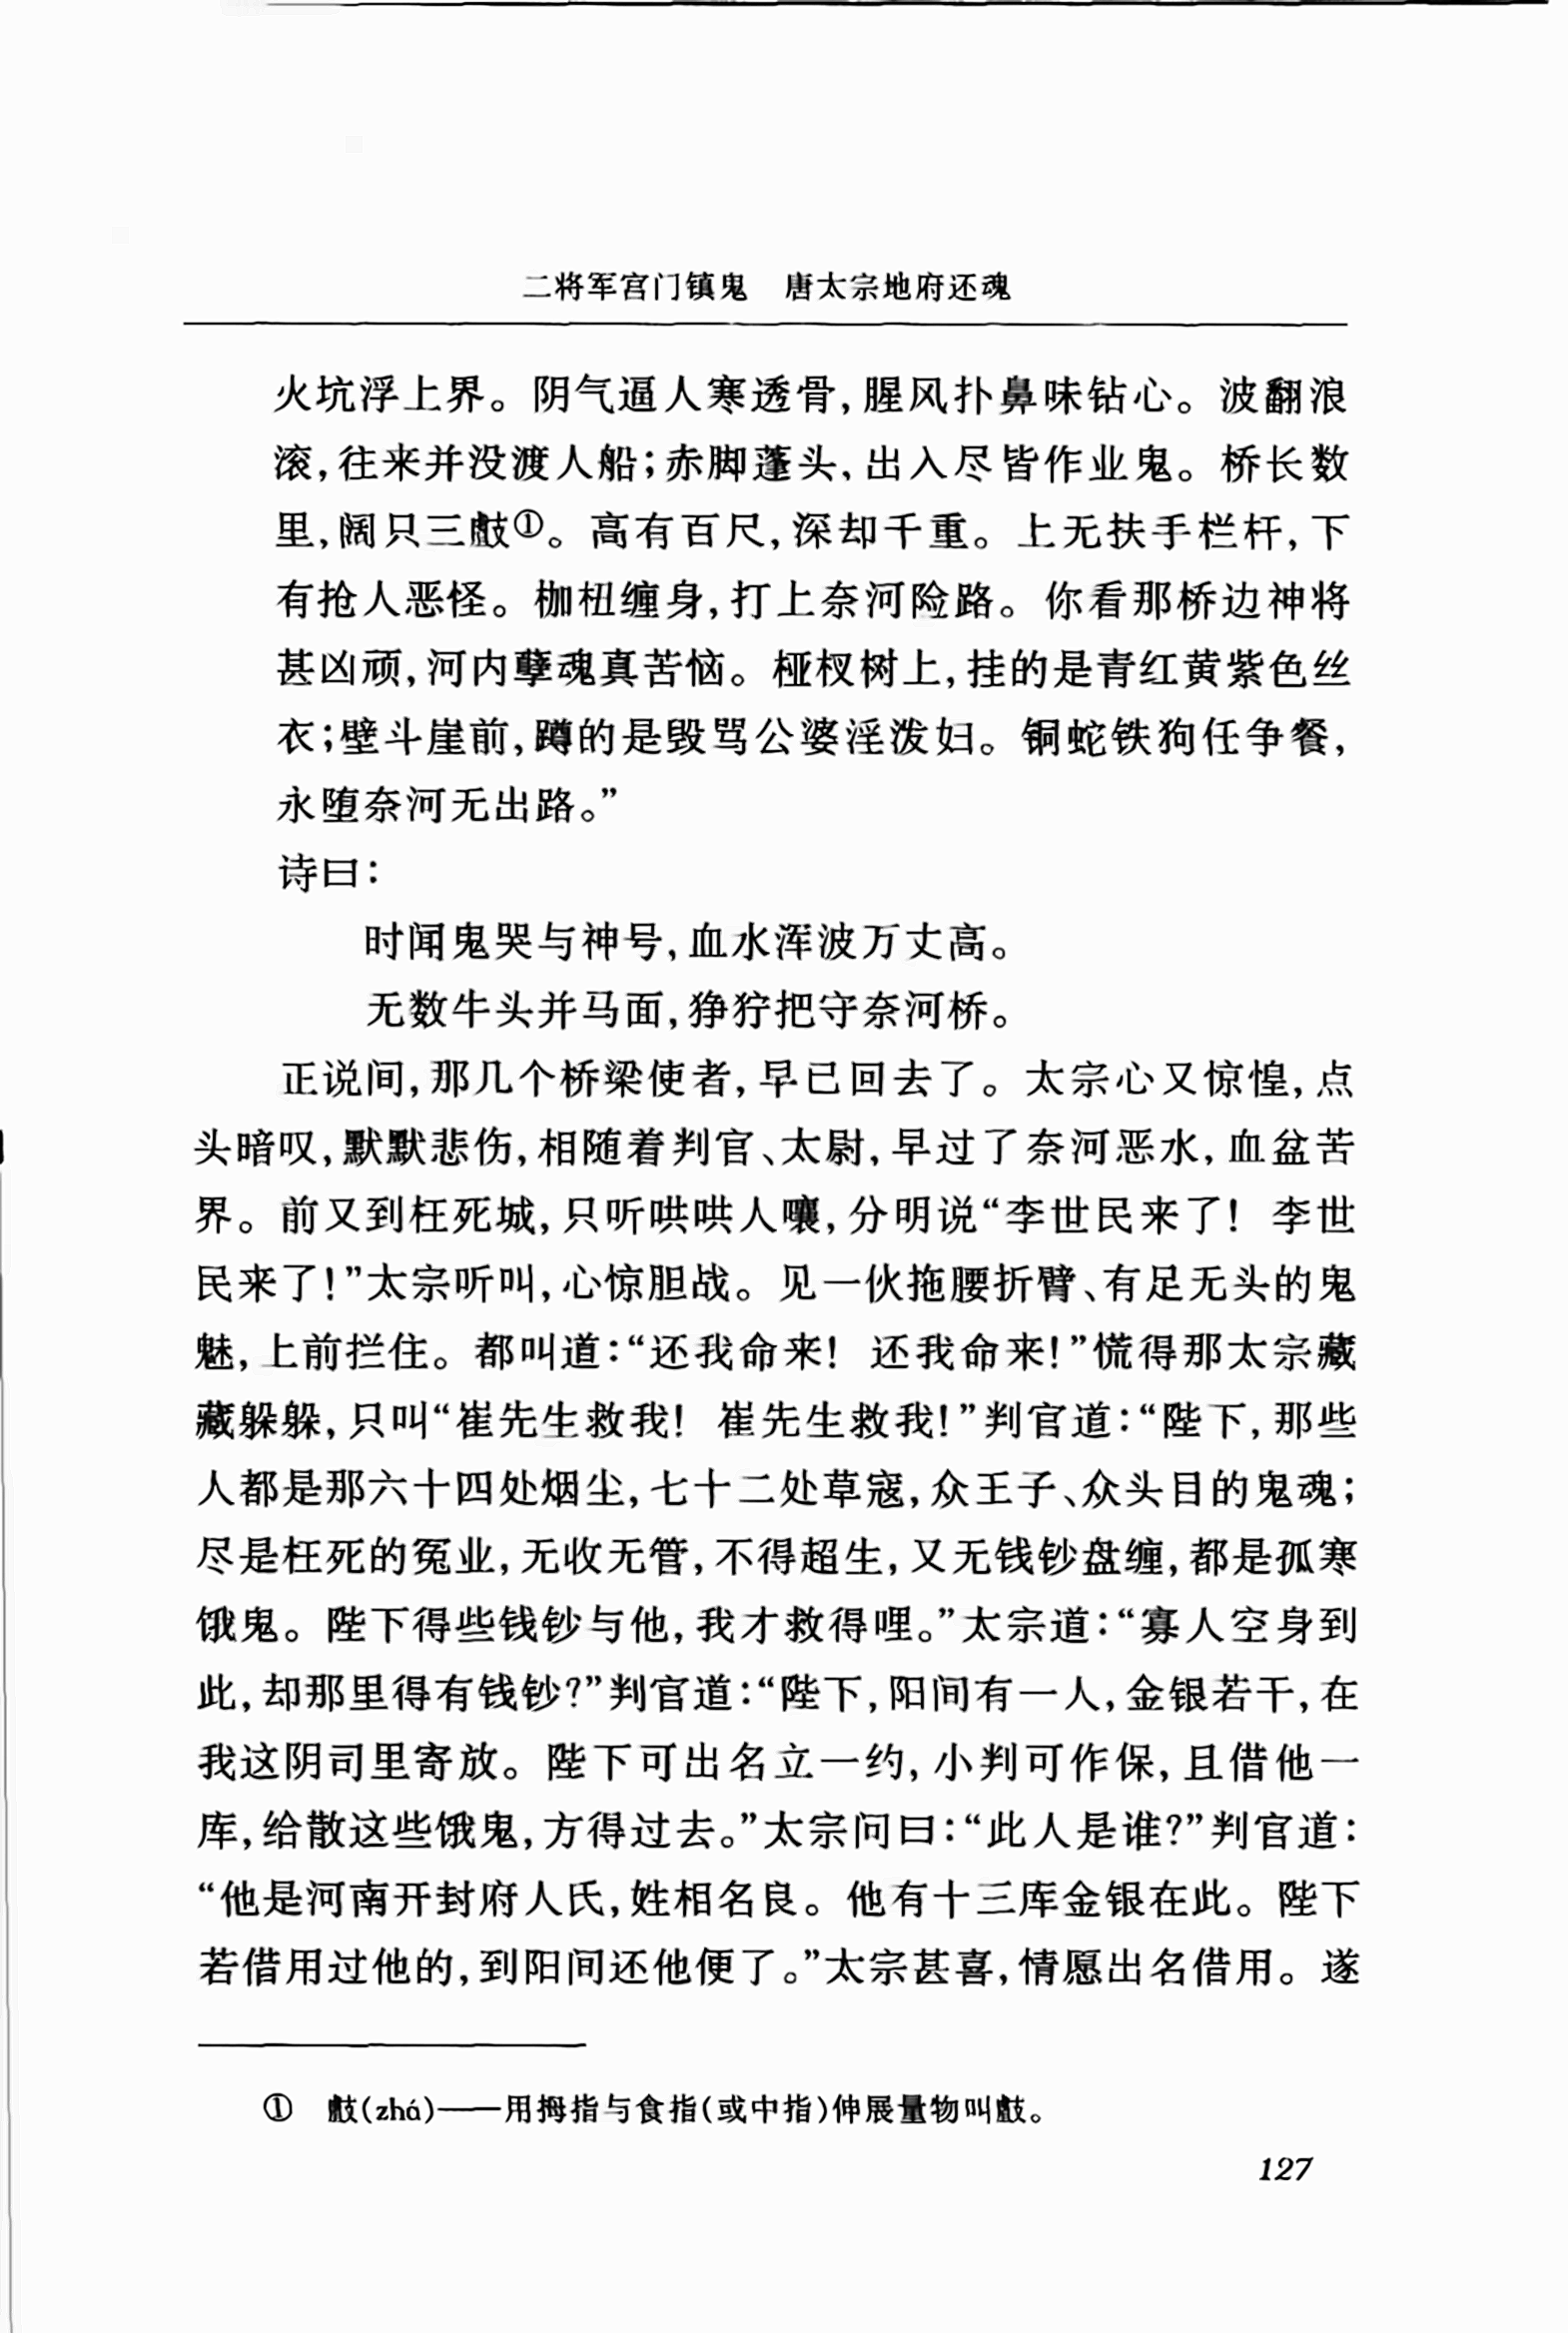 二将军宫门镇鬼　唐太宗地府还魂
火坑浮上界。阴气逼人寒透骨,腥风扑鼻味钻心。波翻浪
滚,往来并没渡人船;赤脚蓬头,出入尽皆作业鬼。桥长数
里,阔只三㪥①。高有百尺,深却千重。上无扶手栏杆,下
有抢人恶怪。枷杻缠身,打上奈河险路。你看那桥边神将
甚凶顽,河内孽魂真苦恼。桠杈树上,挂的是青红黄紫色丝
衣;壁斗崖前,蹲的是毁骂公婆淫泼妇。铜蛇铁狗任争餐,
永堕奈河无出路。”
诗曰:
时闻鬼哭与神号,血水浑波万丈高。
无数牛头并马面,狰狞把守奈河桥。
正说间,那几个桥梁使者,早已回去了。太宗心又惊惶,点
头暗叹,默默悲伤,相随着判官、太尉,早过了奈河恶水,血盆苦
界。前又到枉死城,只听哄哄人嚷,分明说“李世民来了! 李世
民来了!”太宗听叫,心惊胆战。见一伙拖腰折臂、有足无头的鬼
魅,上前拦住。都叫道:“还我命来! 还我命来!”慌得那太宗藏
藏躲躲,只叫“崔先生救我! 崔先生救我!”判官道:“陛下,那些
人都是那六十四处烟尘,七十二处草寇,众王子、众头目的鬼魂;
尽是枉死的冤业,无收无管,不得超生,又无钱钞盘缠,都是孤寒
饿鬼。陛下得些钱钞与他,我才救得哩。”太宗道:“寡人空身到
此,却那里得有钱钞?”判官道:“陛下,阳间有一人,金银若干,在
我这阴司里寄放。陛下可出名立一约,小判可作保,且借他一
库,给散这些饿鬼,方得过去。”太宗问曰:“此人是谁?”判官道:
“他是河南开封府人氏,姓相名良。他有十三库金银在此。陛下
若借用过他的,到阳间还他便了。”太宗甚喜,情愿出名借用。遂
① 㪥(zhá)——用拇指与食指(或中指)伸展量物叫㪥。
127